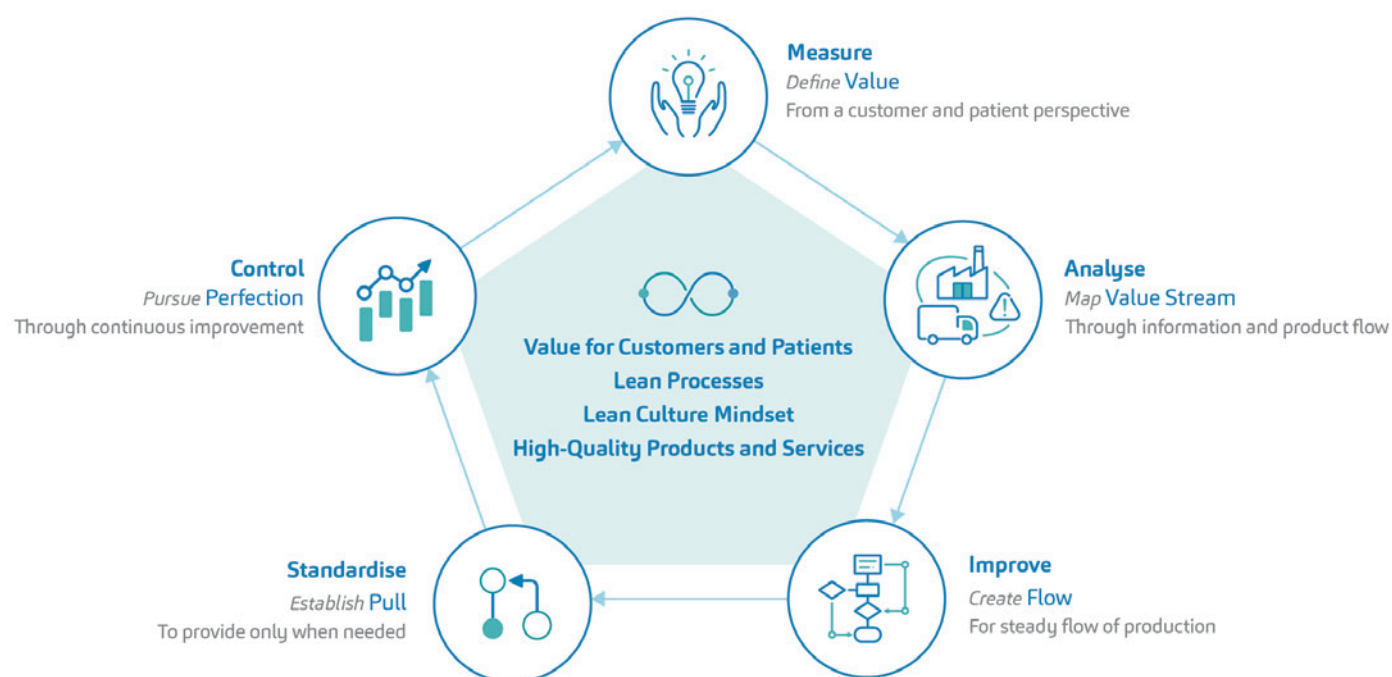 Measure
Define Value
From a customer and patient perspective
Control
Pursue Perfection
Through continuous improvement
Analyse
Map Value Stream
Through information and product flow
Value for Customers and Patients
Lean Processes
Lean Culture Mindset
High-Quality Products and Services
Standardise
Establish Pull
To provide only when needed
Improve
Create Flow
For steady flow of production